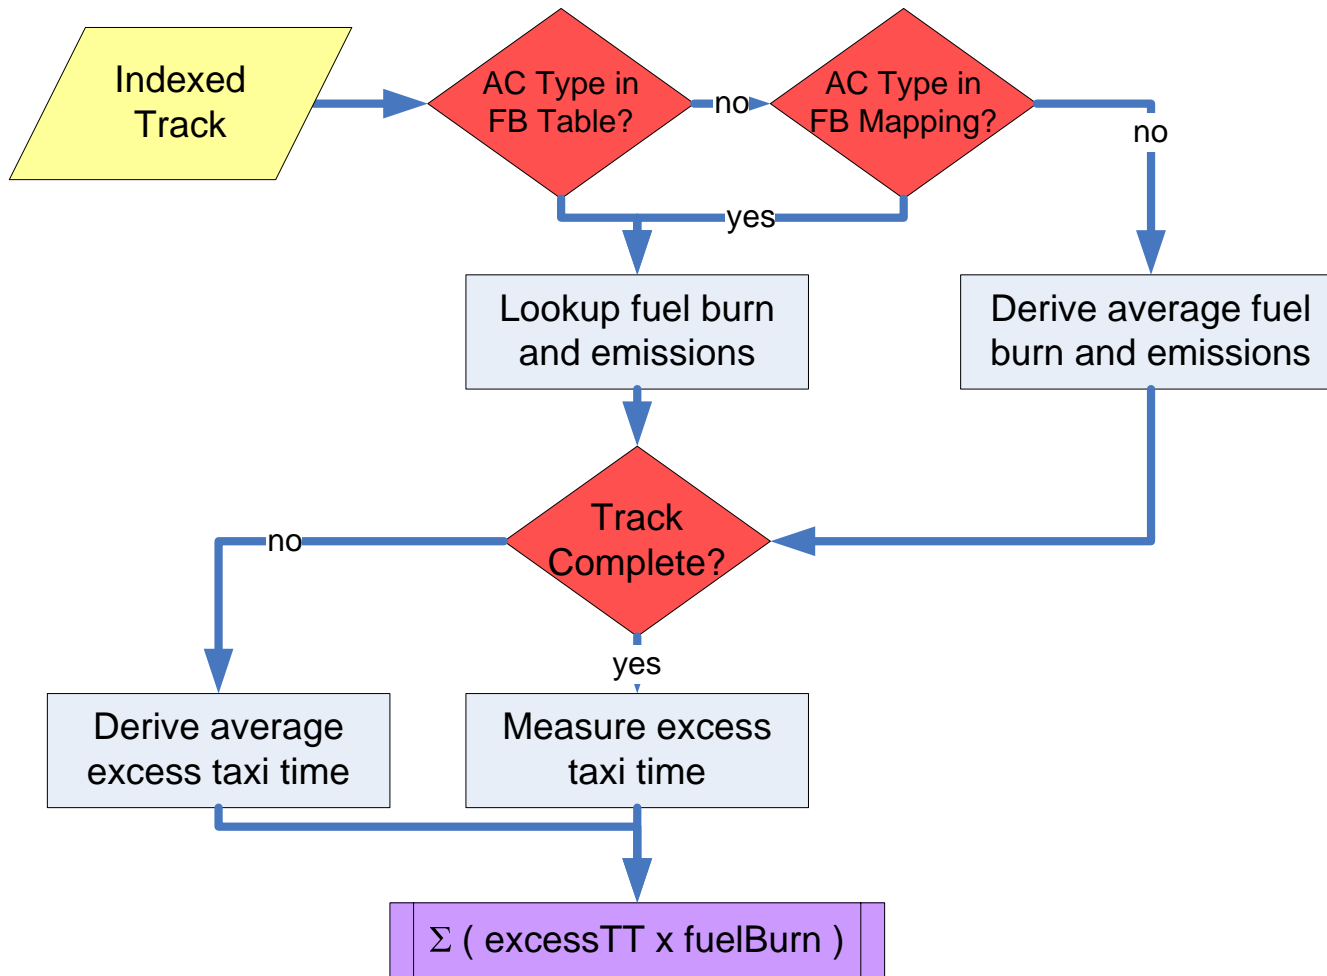 Indexed
Track
AC Type in
FB Table?
no
AC Type in
FB Mapping?
no
yes
Lookup fuel burn
and emissions
Derive average fuel
burn and emissions
Track
Complete?
no
yes
Derive average
excess taxi time
Measure excess
taxi time
Σ ( excessTT x fuelBurn )